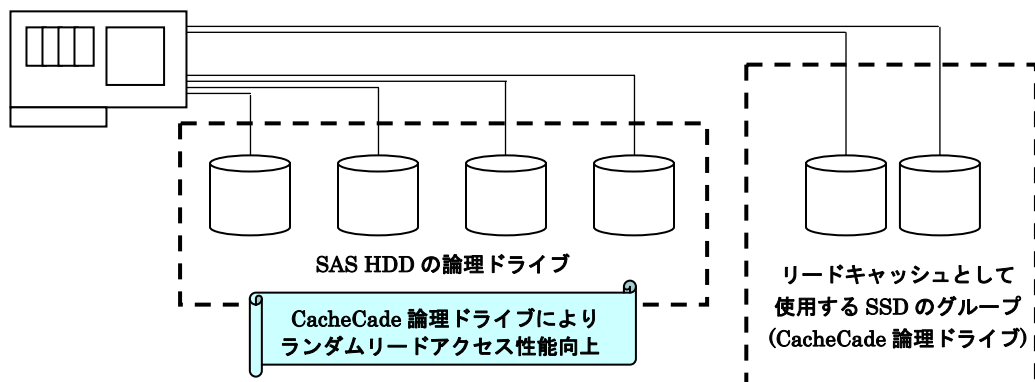 SAS HDD の論理ドライブ
CacheCade 論理ドライブにより
ランダムリードアクセス性能向上
リードキャッシュとして
使用する SSD のグループ
(CacheCade 論理ドライブ)